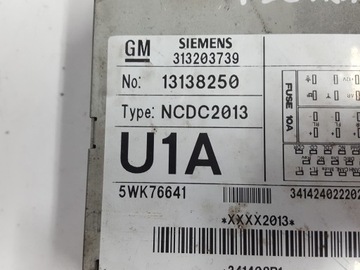 GM SIEMENS
313203739
No: 13138250
Type: NCDC2013
U1A
FUSE 10A
5WK76641
*XXXX2013*